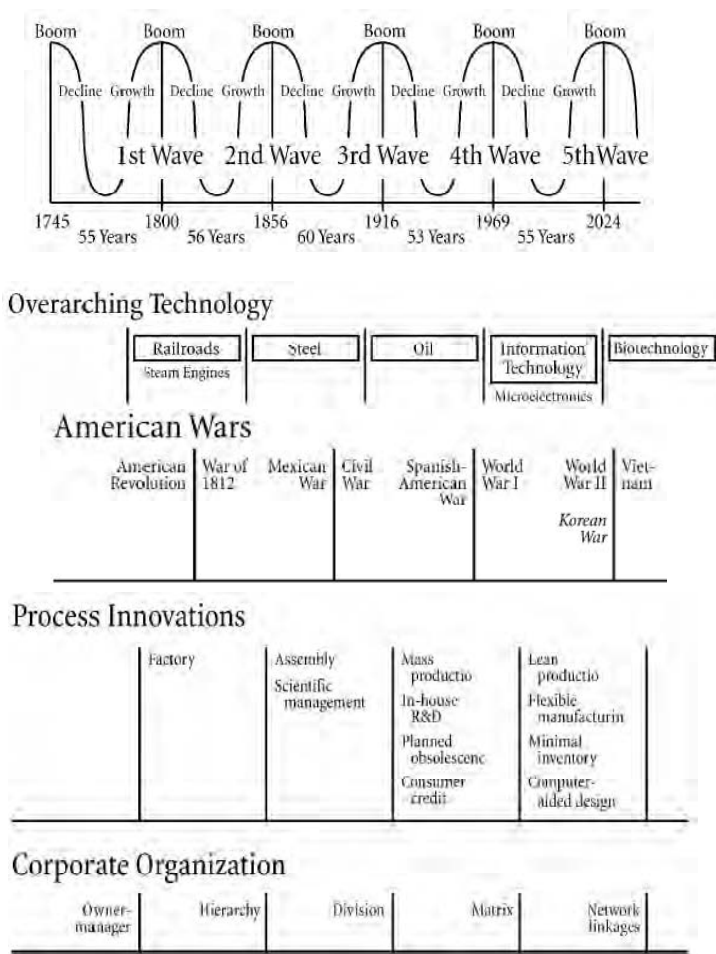 Boom Boom Boom Boom Boom Boom
Decline Growth Decline Growth Decline Growth Decline Growth Decline Growth
1st Wave 2nd Wave 3rd Wave 4th Wave 5thWave
1745 1800 1856 1916 1969 2024
55 Years 56 Years 60 Years 53 Years 55 Years
Overarching Technology
Railroads Steel Oil Information Biotechnology
Steam Engines Technology
Microelectronics
American Wars
American War of Mexican Civil Spanish- World World Viet-
Revolution 1812 War War American War I War II nam
War
Korean
War
Process Innovations
Factory Assembly Mass Lean
productio productio
Scientific
management In-house Flexible
R&D manufacturin
Planned Minimal
obsolescenc inventory
Consumer Computer-
credit aided design
Corporate Organization
Owner- Hierarchy Division Matrix Network
manager linkages